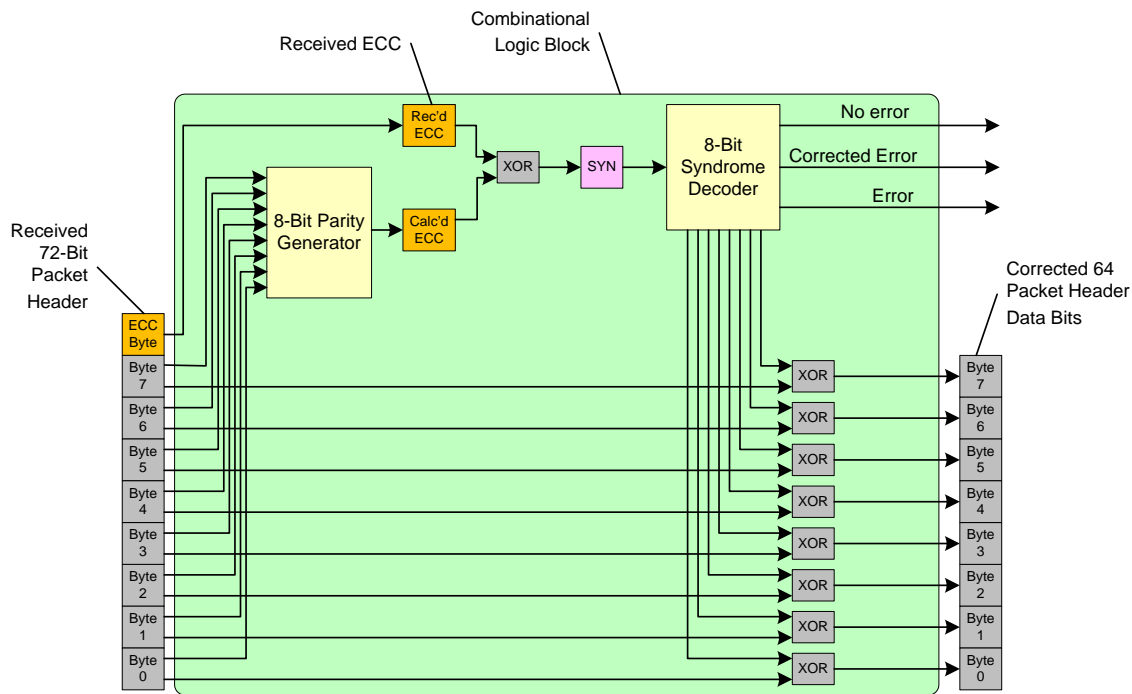 Combinational
Logic Block
Received ECC
Rec'd
ECC
XOR
SYN
8-Bit
Syndrome
Decoder
No error
Corrected Error
Error
8-Bit Parity
Generator
Calc'd
ECC
Received
72-Bit
Packet
Header
Corrected 64
Packet Header
Data Bits
ECC
Byte
Byte
7
XOR
Byte
7
Byte
6
XOR
Byte
6
Byte
5
XOR
Byte
5
Byte
4
XOR
Byte
4
Byte
3
XOR
Byte
3
Byte
2
XOR
Byte
2
Byte
1
XOR
Byte
1
Byte
0
XOR
Byte
0